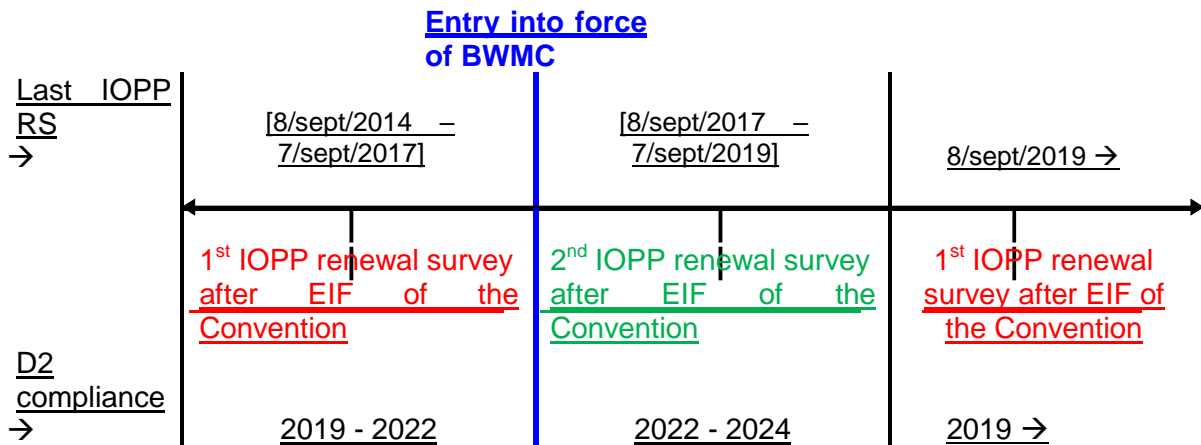 Entry into force
of BWMC
Last IOPP
RS
→
[8/sept/2014 –
7/sept/2017]
[8/sept/2017 –
7/sept/2019]
8/sept/2019 →
1st IOPP renewal survey
after EIF of the
Convention
2nd IOPP renewal survey
after EIF of the
Convention
1st IOPP renewal
survey after EIF of
the Convention
D2
compliance
→
2019 - 2022
2022 - 2024
2019 →